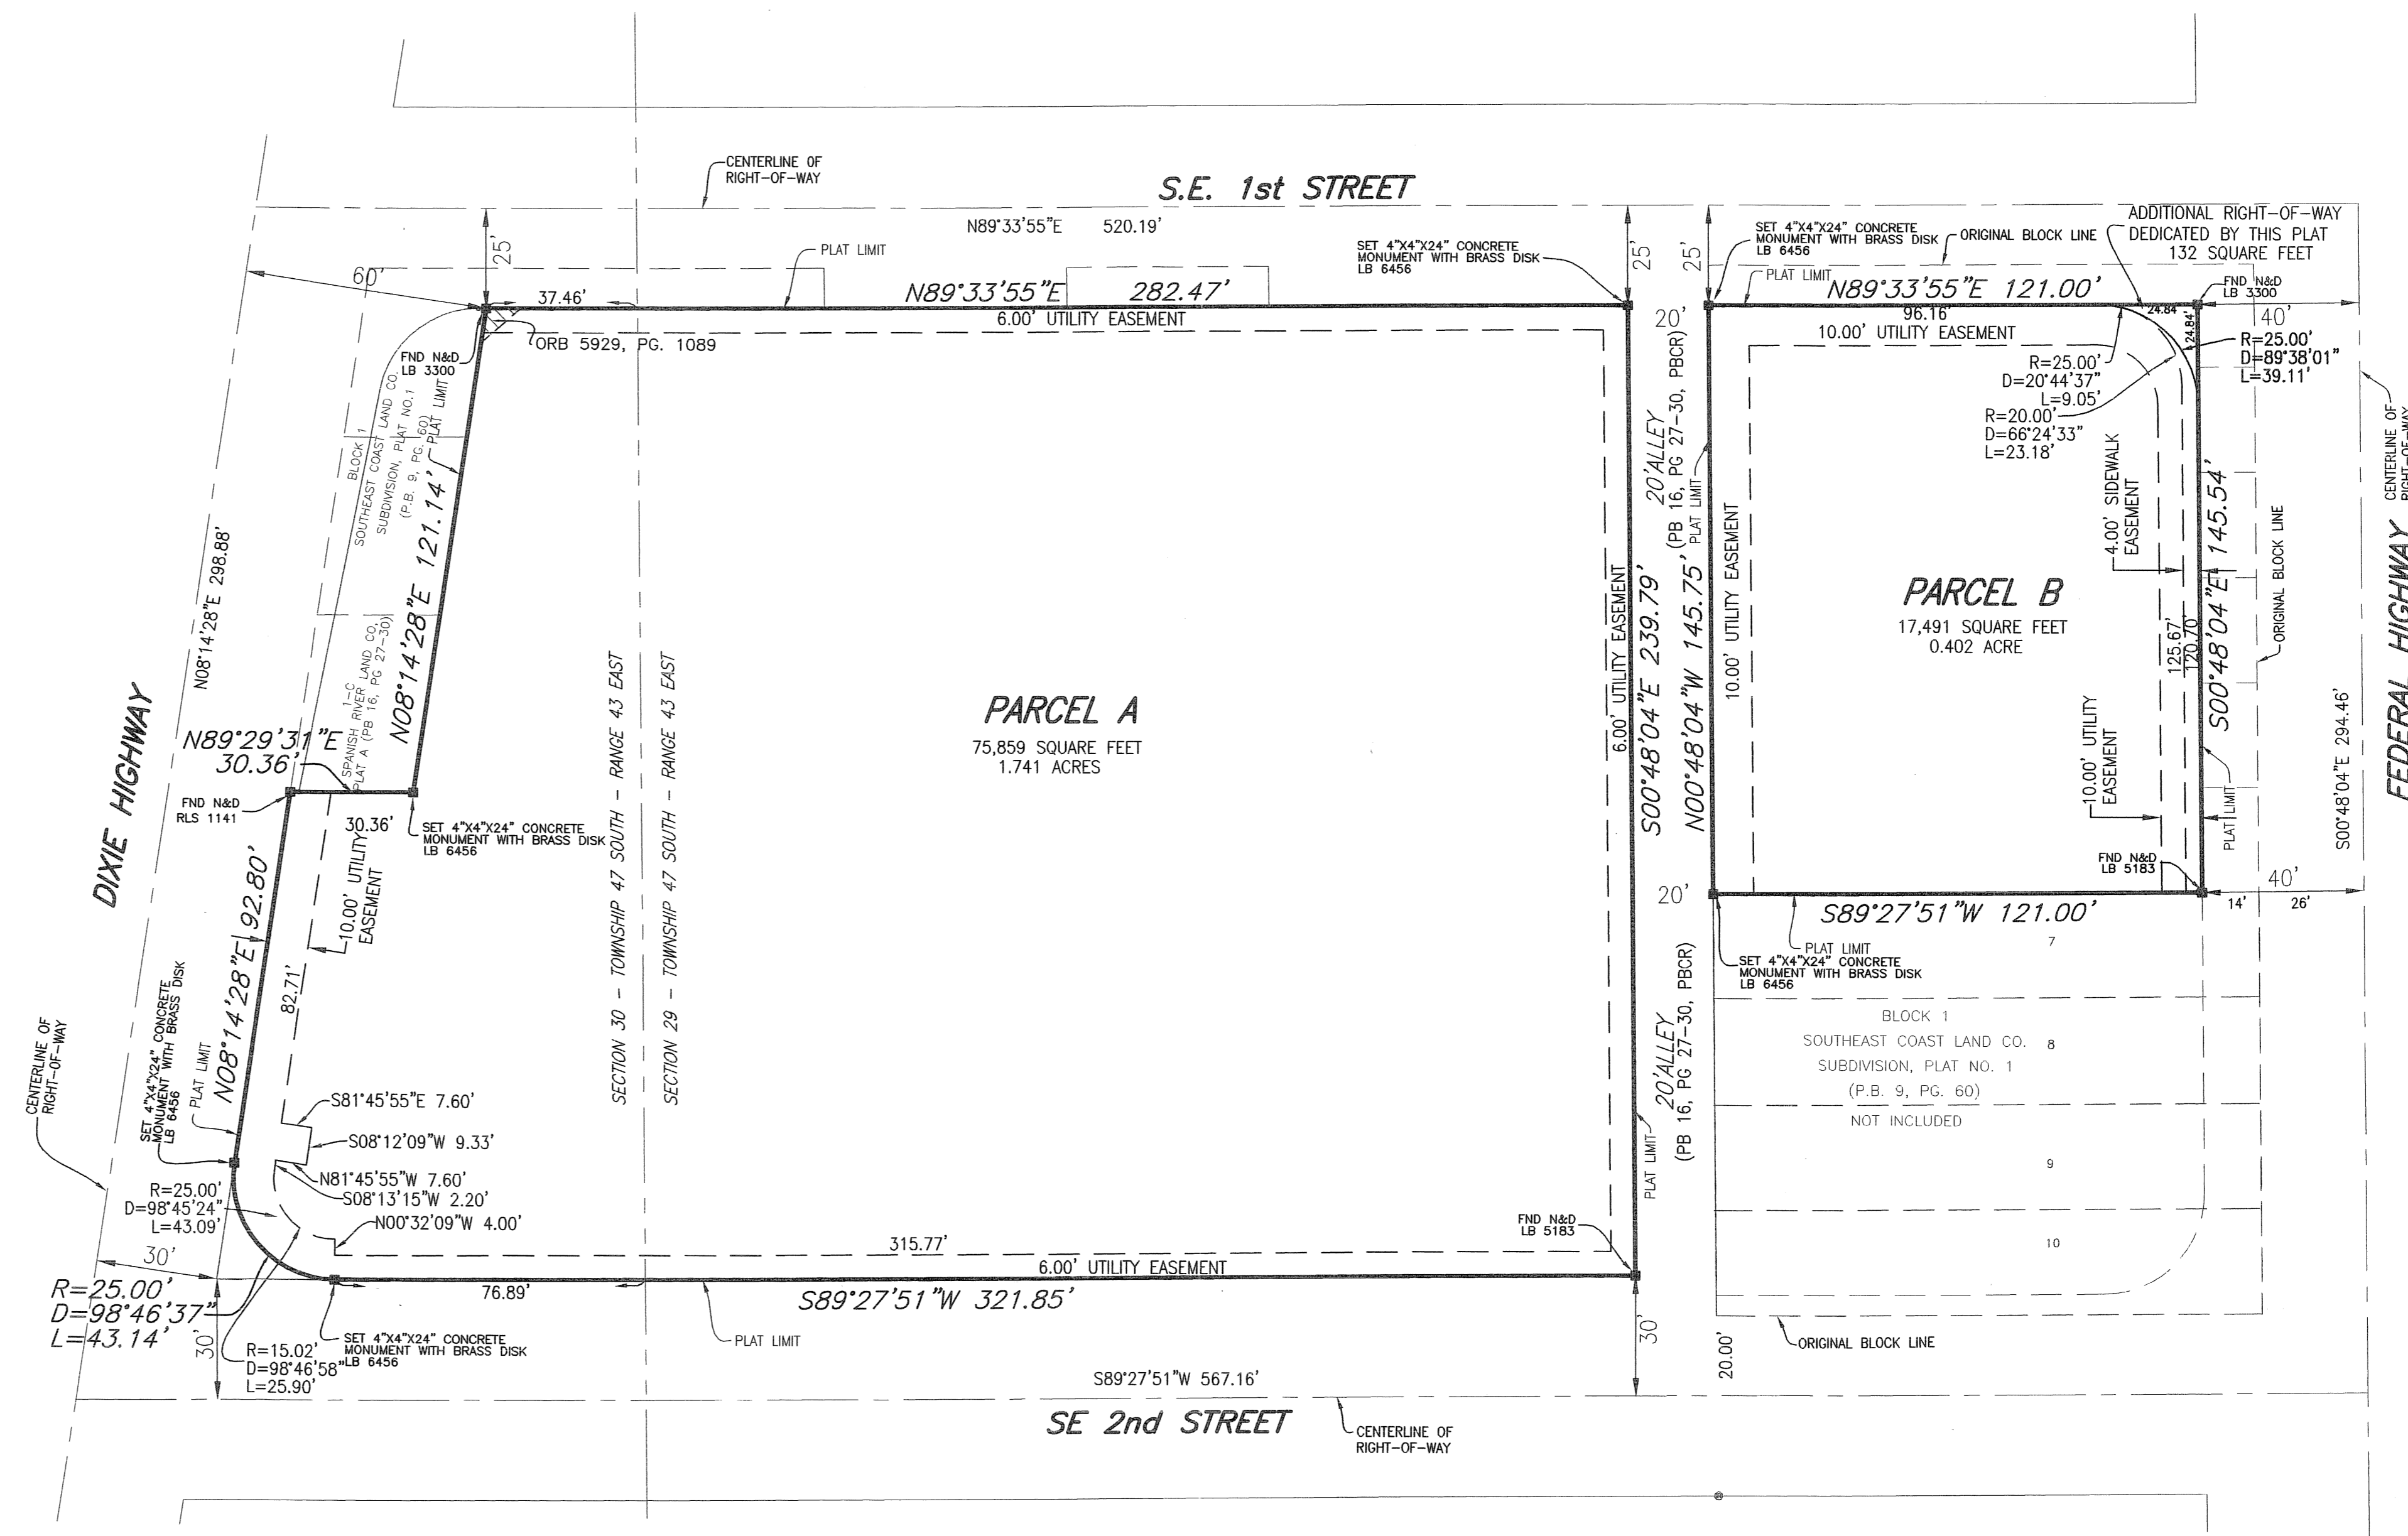 CENTERLINE OF
RIGHT-OF-WAY
S.E. 1st STREET
N89°33'55"E 520.19'
25'
PLAT LIMIT
SET 4"X4"X24" CONCRETE
MONUMENT WITH BRASS DISK
LB 6456
25'
25'
SET 4"X4"X24" CONCRETE
MONUMENT WITH BRASS DISK
LB 6456
ORIGINAL BLOCK LINE
ADDITIONAL RIGHT-OF-WAY
DEDICATED BY THIS PLAT
132 SQUARE FEET
60'
37.46'
N89°33'55"E 282.47'
6.00' UTILITY EASEMENT
ORB 5929, PG. 1089
FND N&D
LB 3300
20'
PLAT LIMIT
N89°33'55"E 121.00'
FND N&D
LB 3300
96.16'
24.84'
24.84'
40'
10.00' UTILITY EASEMENT
R=25.00'
D=20°44'37"
L=9.05'
R=20.00'
D=66°24'33"
L=23.18'
R=25.00'
D=89°38'01"
L=39.11'
CENTERLINE OF
RIGHT-OF-WAY
FEDERAL HIGHWAY
BLOCK 1
SOUTHEAST COAST LAND CO.
SUBDIVISION, PLAT NO.1
(P.B. 9, PG. 60)
PLAT LIMIT
N08°14'28"E 121.14'
N08°14'28"E 298.88'
1-C
SPANISH RIVER LAND CO,
PLAT A (PB 16, PG 27-30)
DIXIE HIGHWAY
N89°29'31"E
30.36'
FND N&D
RLS 1141
30.36'
SET 4"X4"X24" CONCRETE
MONUMENT WITH BRASS DISK
LB 6456
10.00' UTILITY
EASEMENT
SECTION 30 - TOWNSHIP 47 SOUTH - RANGE 43 EAST
SECTION 29 - TOWNSHIP 47 SOUTH - RANGE 43 EAST
PARCEL A
75,859 SQUARE FEET
1.741 ACRES
6.00' UTILITY EASEMENT
S00°48'04"E 239.79'
20'ALLEY
(PB 16, PG 27-30, PBCR)
PLAT LIMIT
N00°48'04"W 145.75'
10.00' UTILITY EASEMENT
PARCEL B
17,491 SQUARE FEET
0.402 ACRE
4.00' SIDEWALK
EASEMENT
125.67'
120.70'
S00°48'04"E 145.54'
ORIGINAL BLOCK LINE
10.00' UTILITY
EASEMENT
PLAT LIMIT
S00°48'04"E 294.46'
FND N&D
LB 5183
40'
14'
26'
20'
S89°27'51"W 121.00'
PLAT LIMIT
SET 4"X4"X24" CONCRETE
MONUMENT WITH BRASS DISK
LB 6456
7
BLOCK 1
SOUTHEAST COAST LAND CO.
8
SUBDIVISION, PLAT NO. 1
(P.B. 9, PG. 60)
NOT INCLUDED
9
10
N08°14'28"E 92.80'
82.71'
SET 4"X4"X24" CONCRETE
MONUMENT WITH BRASS DISK
LB 6456
PLAT LIMIT
CENTERLINE OF
RIGHT-OF-WAY
S81°45'55"E 7.60'
S08°12'09"W 9.33'
N81°45'55"W 7.60'
S08°13'15"W 2.20'
N00°32'09"W 4.00'
R=25.00'
D=98°45'24"
L=43.09'
30'
R=25.00'
D=98°46'37"
L=43.14'
30'
R=15.02'
D=98°46'58"
L=25.90'
SET 4"X4"X24" CONCRETE
MONUMENT WITH BRASS DISK
LB 6456
76.89'
315.77'
6.00' UTILITY EASEMENT
S89°27'51"W 321.85'
PLAT LIMIT
FND N&D
LB 5183
20'ALLEY
(PB 16, PG 27-30, PBCR)
PLAT LIMIT
30'
20.00'
ORIGINAL BLOCK LINE
S89°27'51"W 567.16'
SE 2nd STREET
CENTERLINE OF
RIGHT-OF-WAY